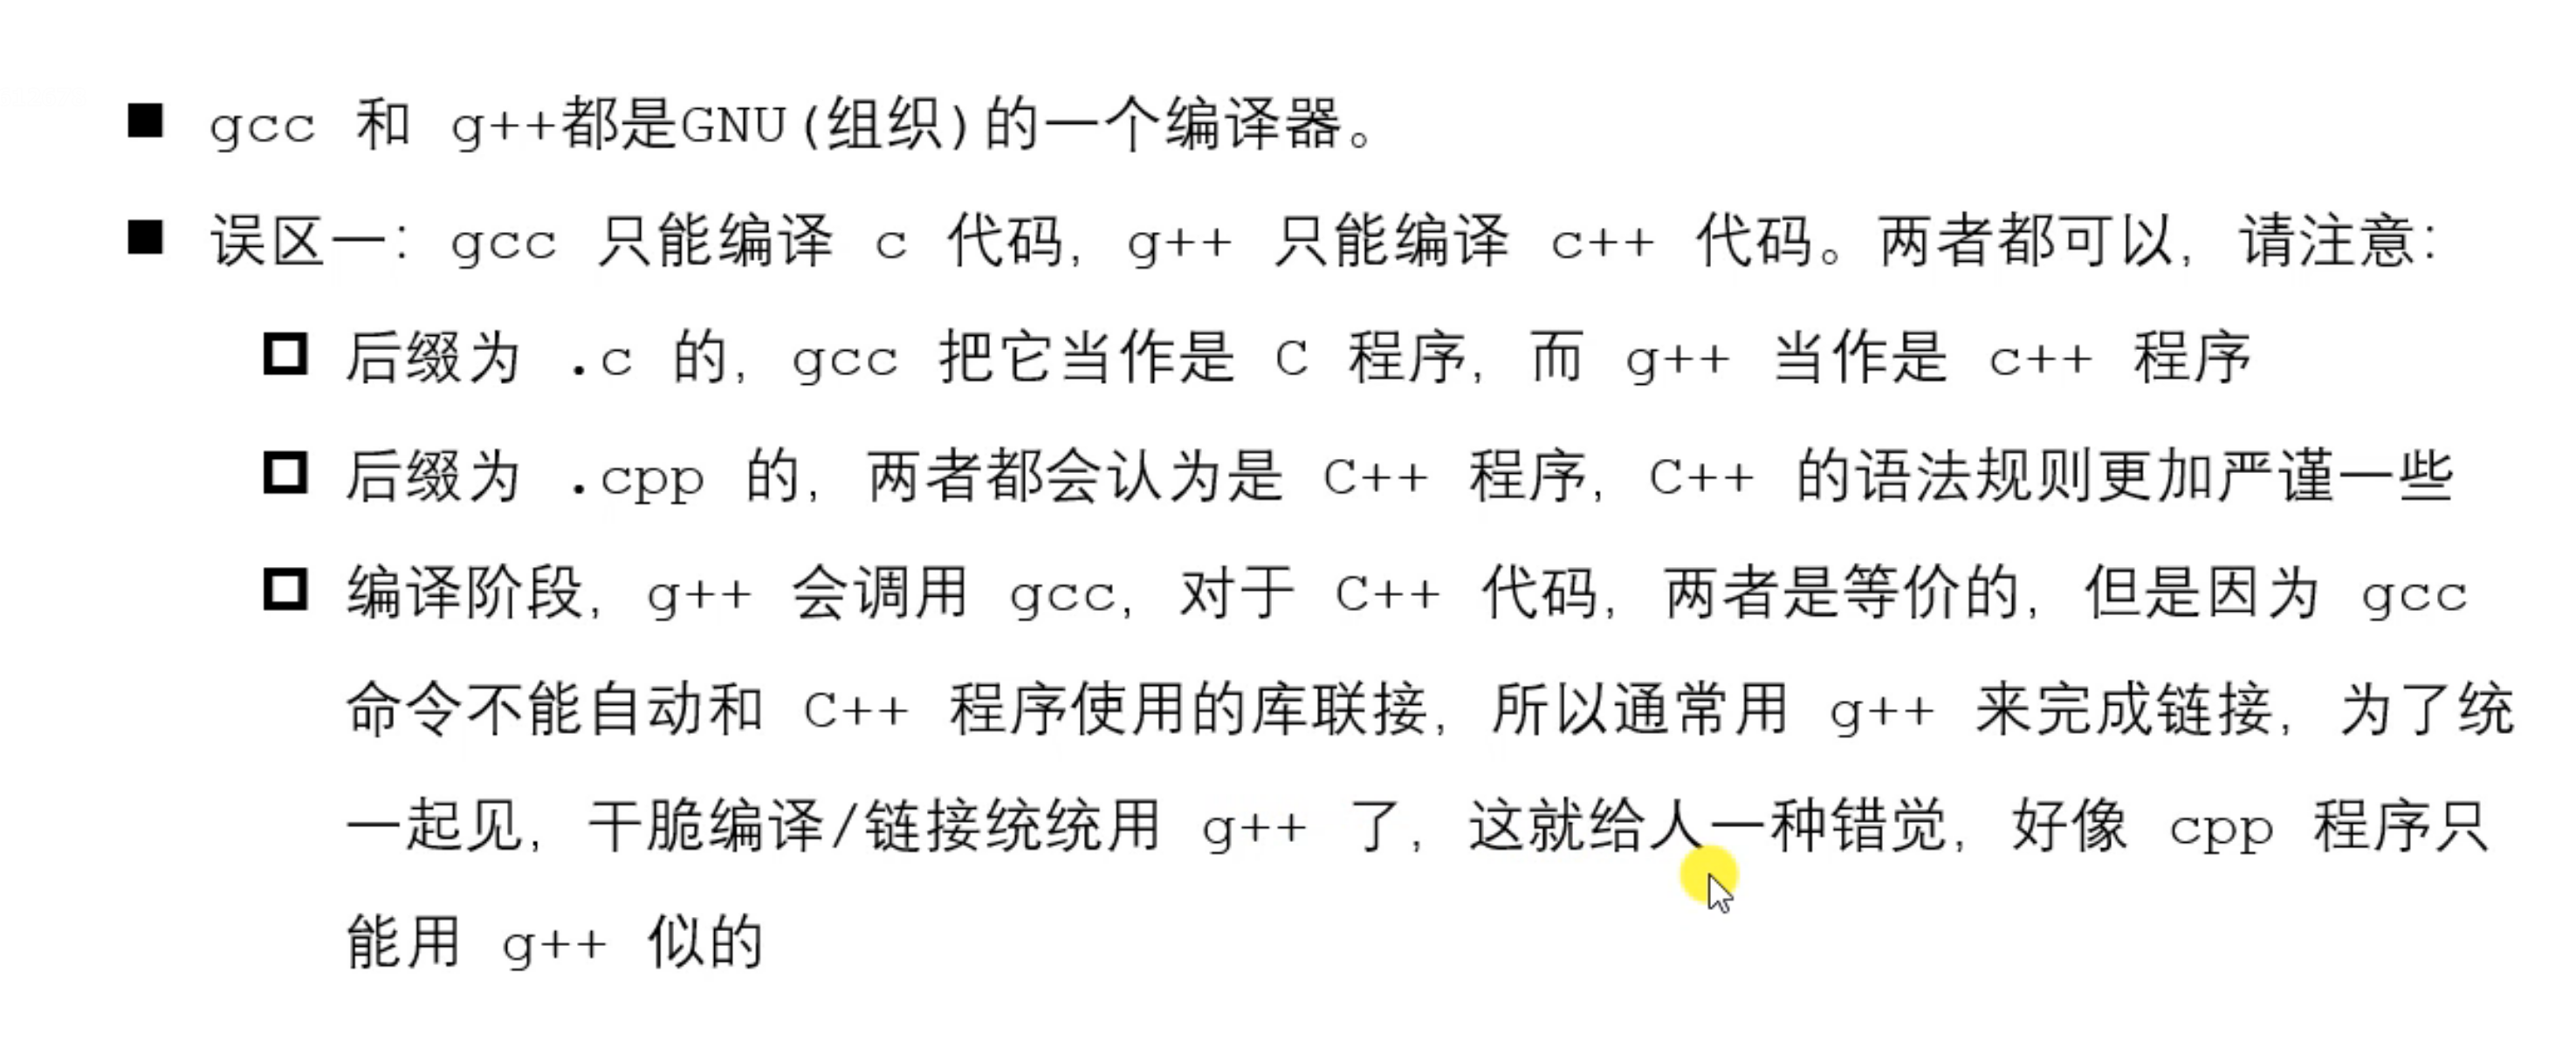 gcc 和 g++都是GNU(组织)的一个编译器。
误区一：gcc 只能编译 c 代码，g++ 只能编译 c++ 代码。两者都可以，请注意：
后缀为 .c 的，gcc 把它当作是 C 程序，而 g++ 当作是 c++ 程序
后缀为 .cpp 的，两者都会认为是 C++ 程序，C++ 的语法规则更加严谨一些
编译阶段，g++ 会调用 gcc，对于 C++ 代码，两者是等价的，但是因为 gcc
命令不能自动和 C++ 程序使用的库联接，所以通常用 g++ 来完成链接，为了统
一起见，干脆编译/链接统统用 g++ 了，这就给人一种错觉，好像 cpp 程序只
能用 g++ 似的